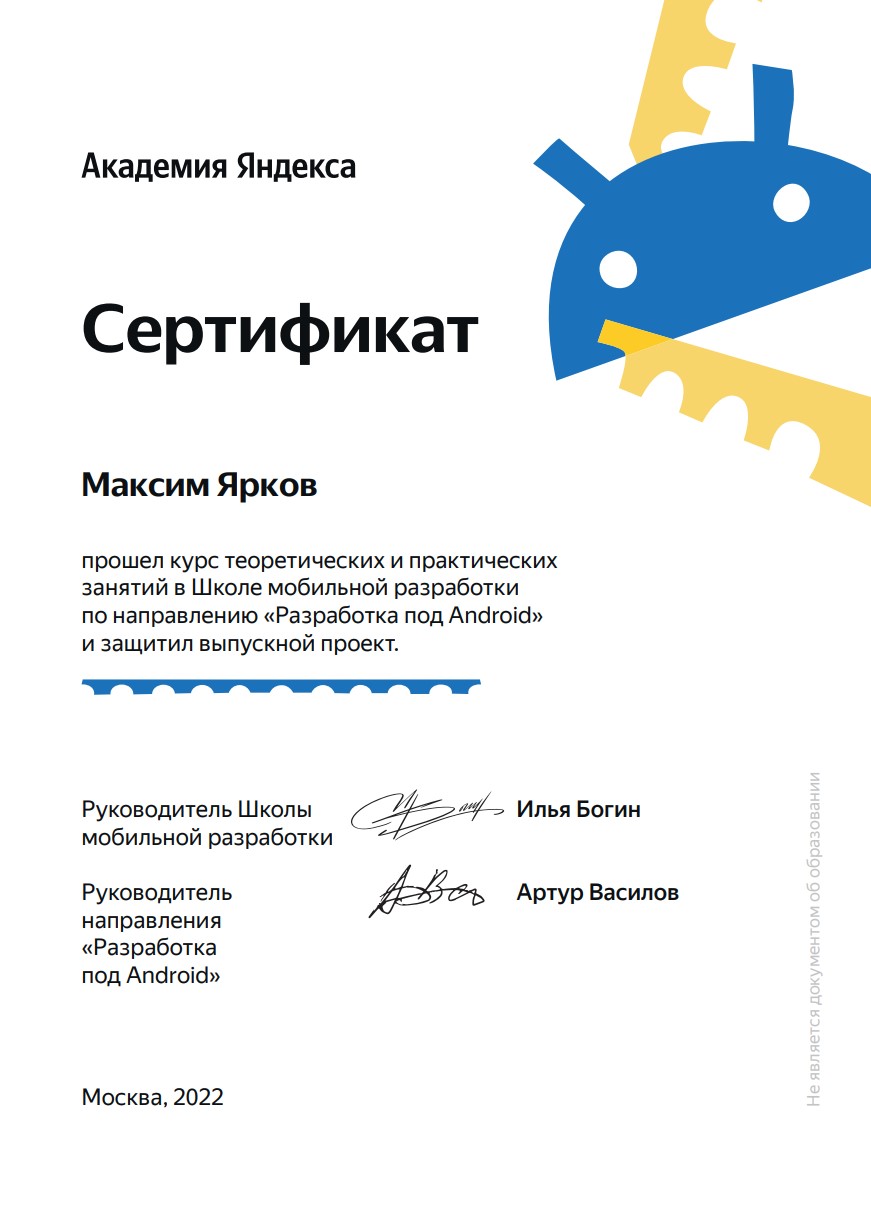 Академия Яндекса
Сертификат
Максим Ярков
прошел курс теоретических и практических
занятий в Школе мобильной разработки
по направлению «Разработка под Android»
и защитил выпускной проект.
Руководитель Школы
мобильной разработки
Илья Богин
Руководитель
направления
«Разработка
под Android»
Артур Василов
Москва, 2022
Не является документом об образовании